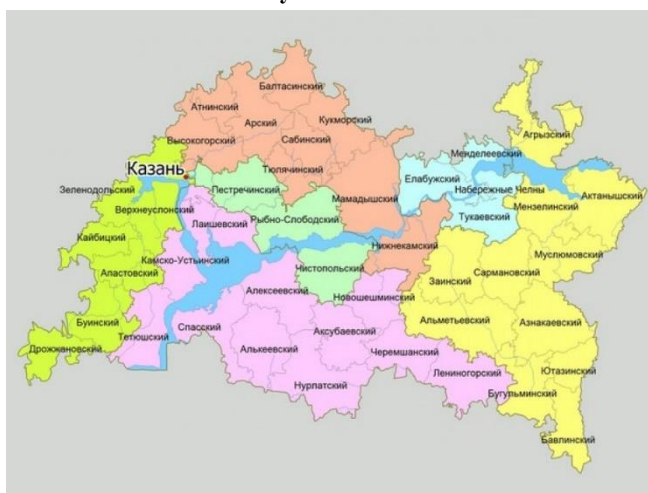 Балтасинский
Атнинский
Арский
Кукморский
Высокогорский
Сабинский
Агрызский
Менделеевский
Казань
Тюлячинский
Елабужский
Зеленодольский
Пестречинский
Набережные Челны
Актанышский
Мамадышский
Мензелинский
Верхнеуслонский
Лаишевский
Рыбно-Слободский
Тукаевский
Кайбицкий
Нижнекамский
Муслюмовский
Камско-Устьинский
Чистопольский
Апастовский
Сармановский
Заинский
Алексеевский
Новошешминский
Буинский
Спасский
Аксубаевский
Альметьевский
Азнакаевский
Тетюшский
Дрожжановский
Алькеевский
Черемшанский
Лениногорский
Ютазинский
Нурлатский
Бугульминский
Бавлинский